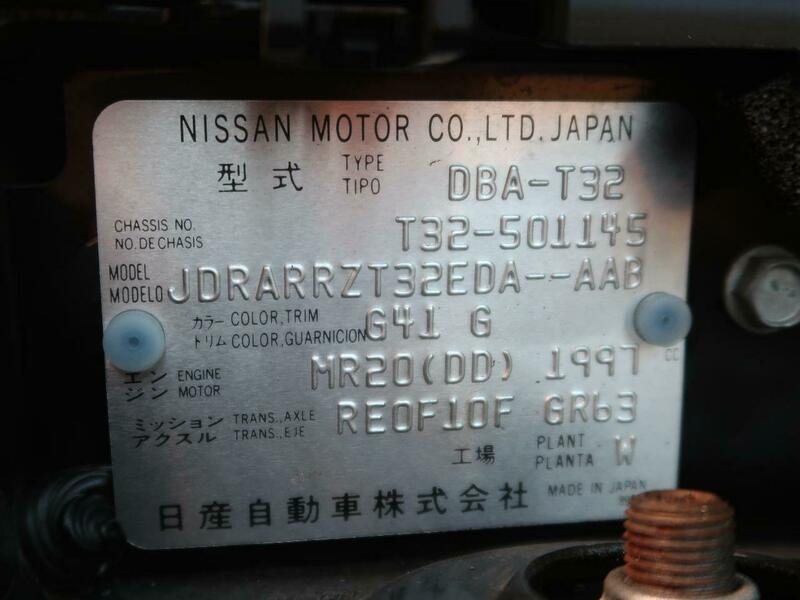 NISSAN MOTOR CO.,LTD. JAPAN
型式 TYPE TIPO DBA-T32
CHASSIS NO. NO. DE CHASIS T32-501145
MODEL MODELO JDRARRZT32EDA--AAB
カラー COLOR, TRIM トリム COLOR, GUARNICION G41 G
エンジン ENGINE MOTOR MR20(DD) 1997 CC
ミッション アクスル TRANS., AXLE TRANS., EJE RE0F10F GR63
工場 PLANT PLANTA W
日産自動車株式会社 MADE IN JAPAN